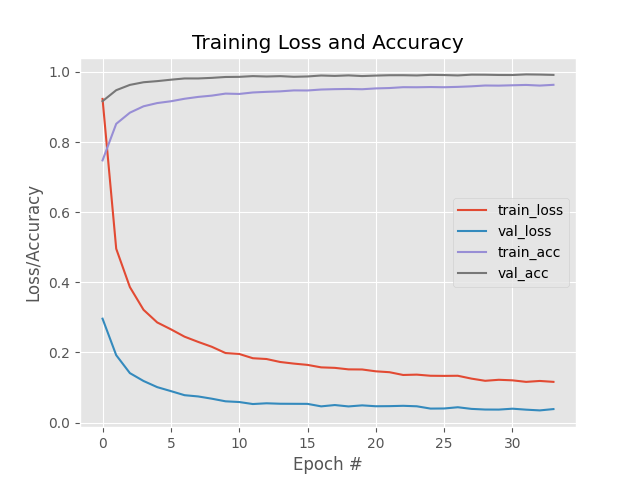 Training Loss and Accuracy
Loss/Accuracy
1.0
0.8
0.6
0.4
0.2
0.0
train_loss
val_loss
train_acc
val_acc
0 5 10 15 20 25 30
Epoch #